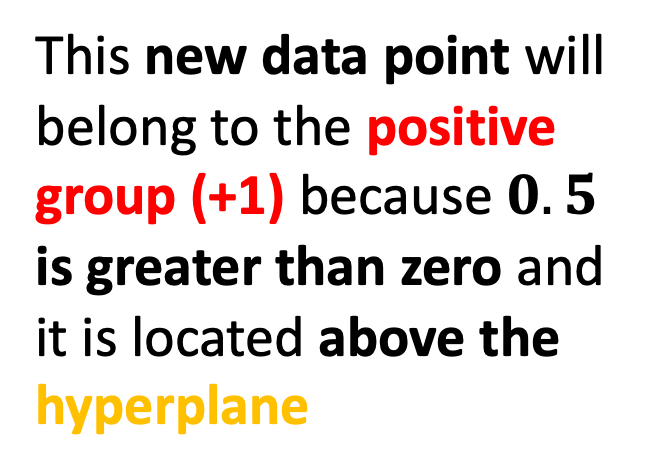 This new data point will
belong to the positive
group (+1) because 0.5
is greater than zero and
it is located above the
hyperplane